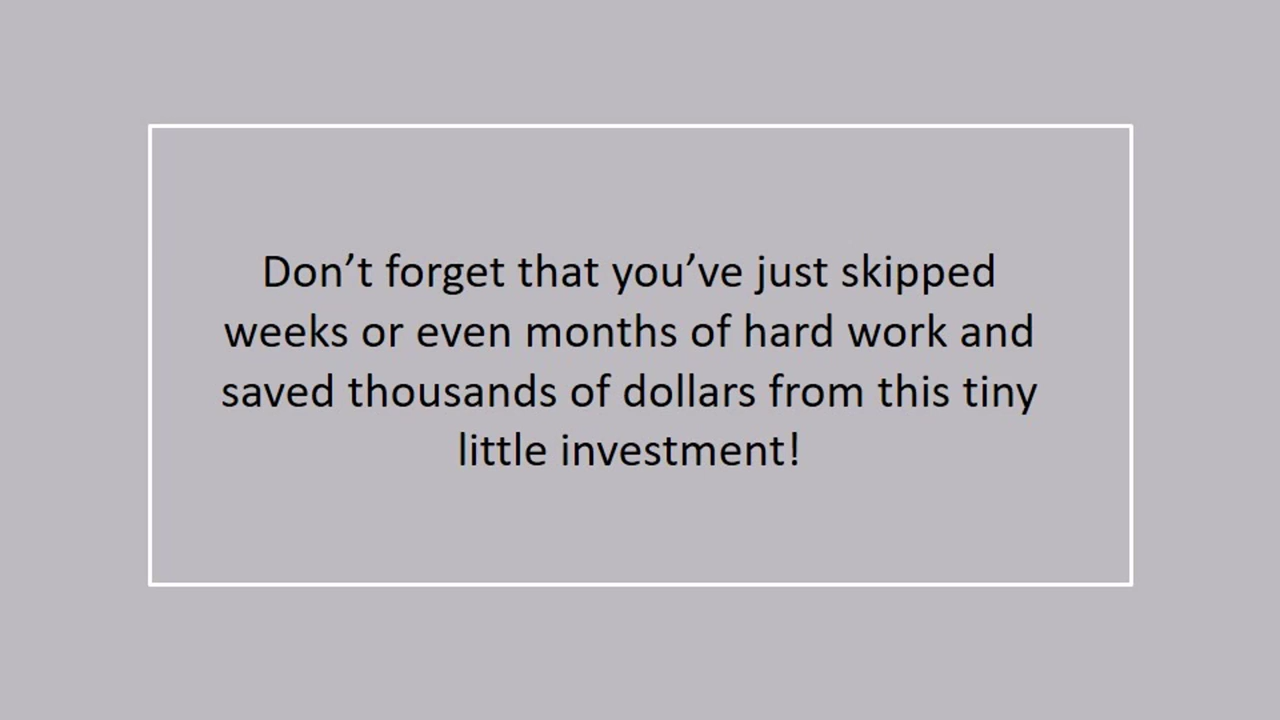 Don’t forget that you’ve just skipped
weeks or even months of hard work and
saved thousands of dollars from this tiny
little investment!